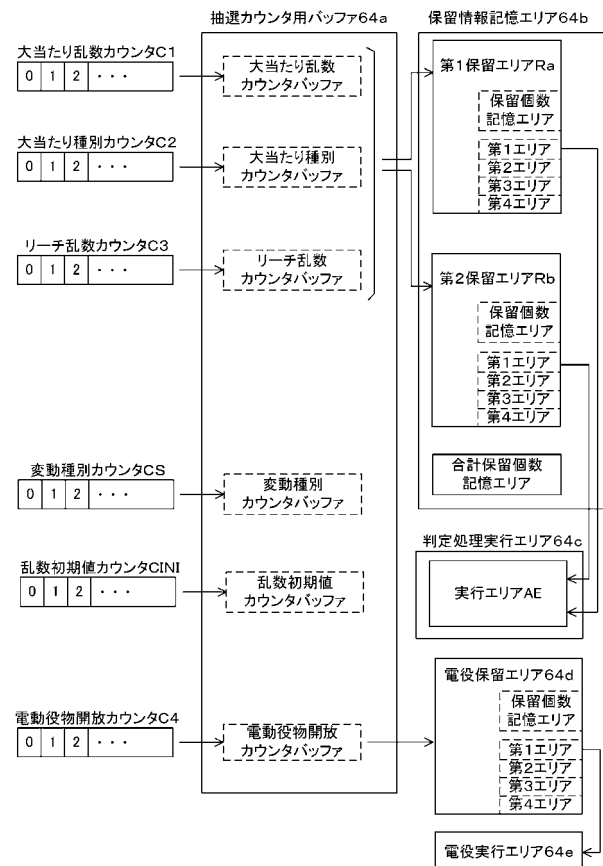 抽選カウンタ用バッファ64a
保留情報記憶エリア64b
大当たり乱数カウンタC1
0 1 2 ・・・
大当たり乱数
カウンタバッファ
第1保留エリアRa
保留個数
記憶エリア
第1エリア
第2エリア
第3エリア
第4エリア
大当たり種別カウンタC2
0 1 2 ・・・
大当たり種別
カウンタバッファ
リーチ乱数カウンタC3
0 1 2 ・・・
リーチ乱数
カウンタバッファ
第2保留エリアRb
保留個数
記憶エリア
第1エリア
第2エリア
第3エリア
第4エリア
合計保留個数
記憶エリア
変動種別カウンタCS
0 1 2 ・・・
変動種別
カウンタバッファ
判定処理実行エリア64c
実行エリアAE
乱数初期値カウンタCINI
0 1 2 ・・・
乱数初期値
カウンタバッファ
電動役物開放カウンタC4
0 1 2 ・・・
電動役物開放
カウンタバッファ
電役保留エリア64d
保留個数
記憶エリア
第1エリア
第2エリア
第3エリア
第4エリア
電役実行エリア64e